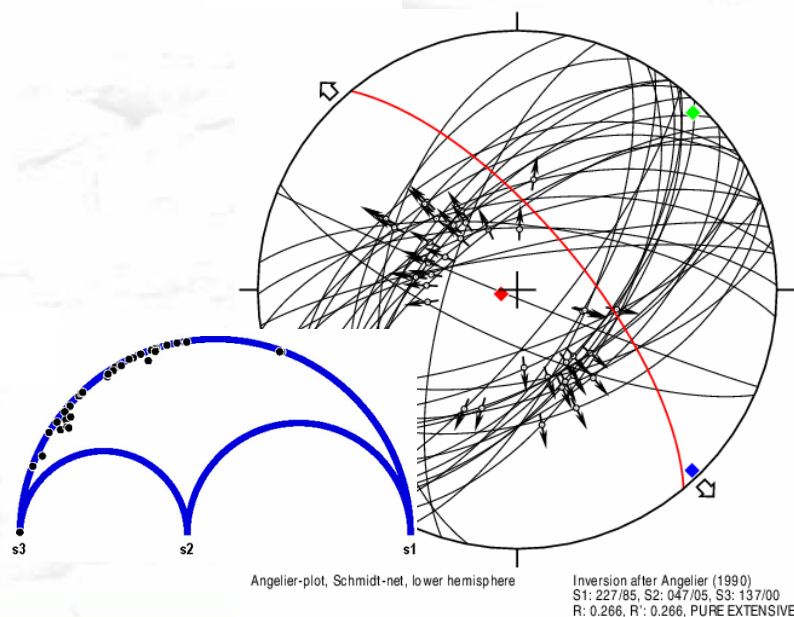 s3 s2 s1
Angelier-plot, Schmidt-net, lower hemisphere
Inversion after Angelier (1990)
S1: 227/85, S2: 047/05, S3: 137/00
R: 0.266, R': 0.266, PURE EXTENSIVE